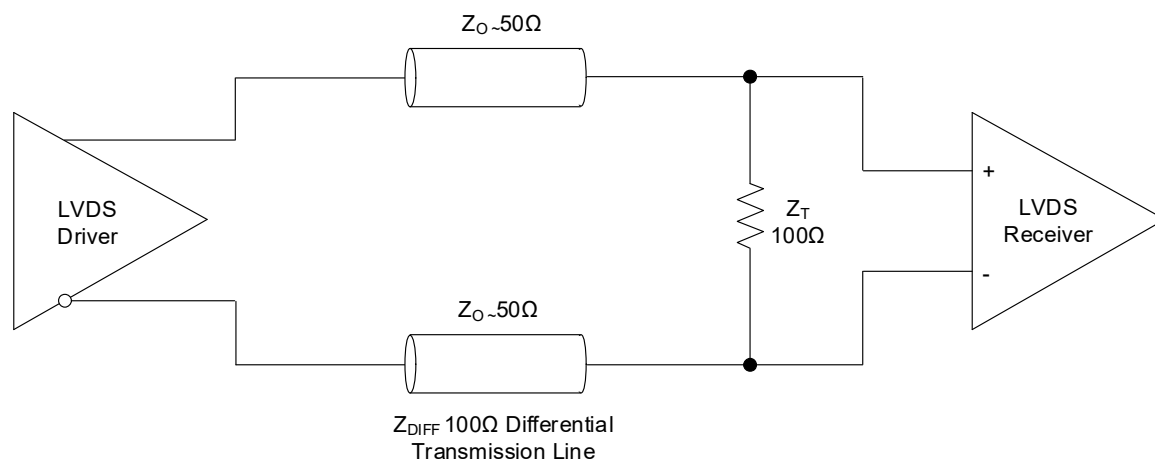 Z_O ~50Ω
LVDS
Driver
+
Z_T
100Ω
LVDS
Receiver
-
Z_O ~50Ω
Z_DIFF 100Ω Differential
Transmission Line